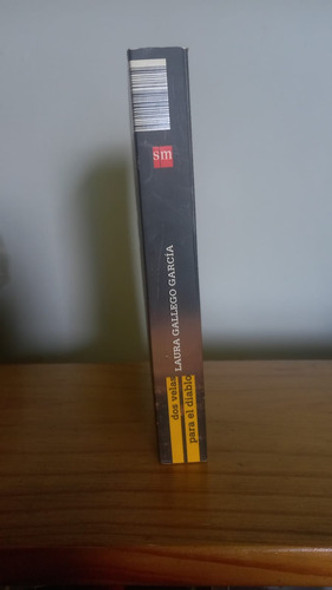 sm
LAURA GALLEGO GARCÍA
dos velas
para el diablo